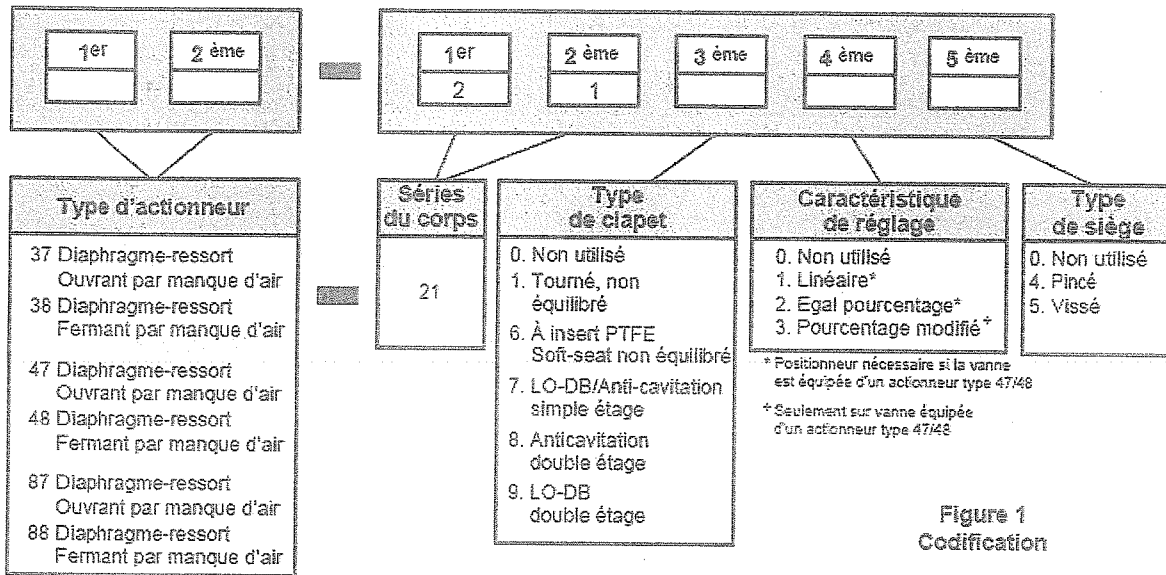 1er
2 ème
1er
2 ème
3 ème
4 ème
5 ème
2
1
Type d'actionneur
37 Diaphragme-ressort
Ouvrant par manque d'air
38 Diaphragme-ressort
Fermant par manque d'air
47 Diaphragme-ressort
Ouvrant par manque d'air
48 Diaphragme-ressort
Fermant par manque d'air
87 Diaphragme-ressort
Ouvrant par manque d'air
88 Diaphragme-ressort
Fermant par manque d'air
Séries
du corps
21
Type
de clapet
0. Non utilisé
1. Tourné, non
équilibré
6. À insert PTFE
Soft-seat non équilibré
7. LO-DB/Anti-cavitation
simple étage
8. Anticavitation
double étage
9. LO-DB
double étage
Caractéristique
de réglage
0. Non utilisé
1. Linéaire*
2. Egal pourcentage*
3. Pourcentage modifié+
* Positionneur nécessaire si la vanne
est équipée d'un actionneur type 47/48
+ Seulement sur vanne équipée
d'un actionneur type 47/48
Type
de siège
0. Non utilisé
4. Pincé
5. Vissé
Figure 1
Codification